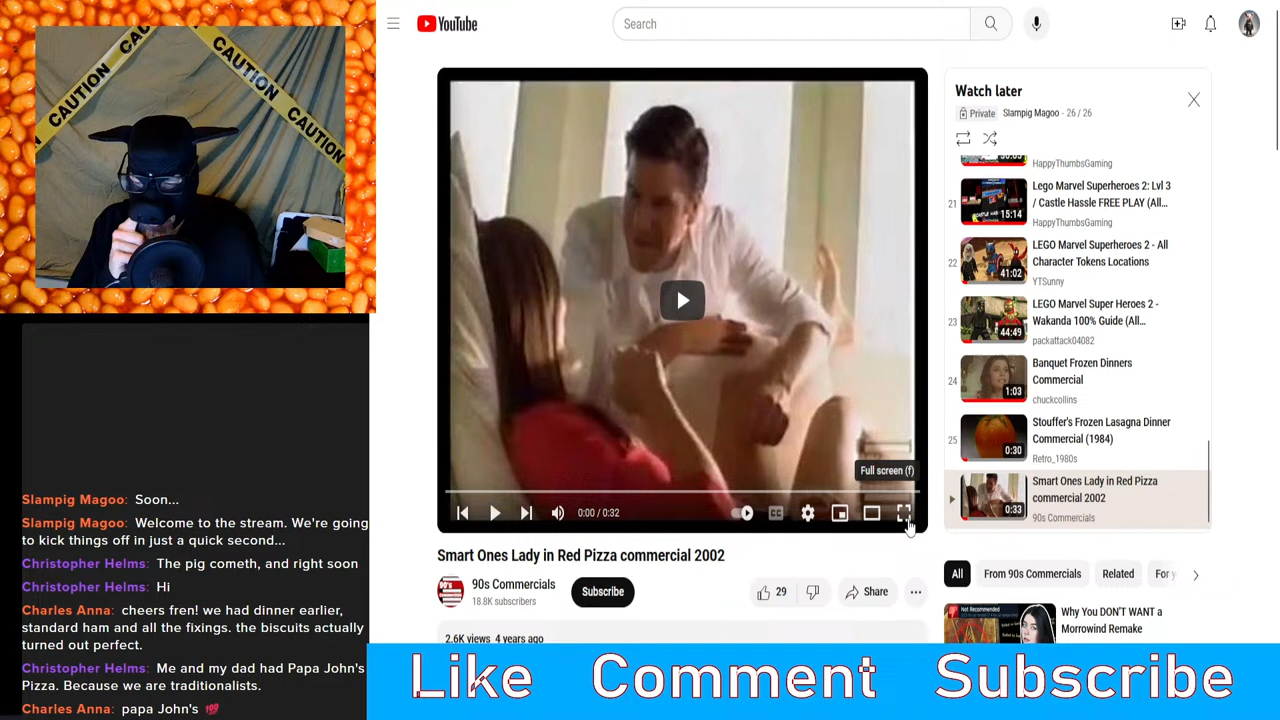 CAUTION
CAUTION
CAUTION
CAUTION
CAUTION
Slampig Magoo: Soon...
Slampig Magoo: Welcome to the stream. We're going
to kick things off in just a quick second...
Christopher Helms: The pig cometh, and right soon
Christopher Helms: Hi
Charles Anna: cheers fren! we had dinner earlier,
standard ham and all the fixings. the biscuits actually
turned out perfect.
Christopher Helms: Me and my dad had Papa John's
Pizza. Because we are traditionalists.
Charles Anna: papa John's 💯
YouTube
Search
Full screen (f)
0:00 / 0:32
CC
Smart Ones Lady in Red Pizza commercial 2002
90s Commercials
18.8K subscribers
Subscribe
29
Share
2.6K views 4 years ago
Watch later
Private
Slampig Magoo - 26 / 26
HappyThumbsGaming
21
15:14
Lego Marvel Superheroes 2: Lvl 3
/ Castle Hassle FREE PLAY (All...
HappyThumbsGaming
22
41:02
LEGO Marvel Superheroes 2 - All
Character Tokens Locations
YTSunny
23
44:49
LEGO Marvel Super Heroes 2 -
Wakanda 100% Guide (All...
packattack04082
24
1:03
Banquet Frozen Dinners
Commercial
chuckcollins
25
0:30
Stouffer's Frozen Lasagna Dinner
Commercial (1984)
Retro_1980s
0:33
Smart Ones Lady in Red Pizza
commercial 2002
90s Commercials
All
From 90s Commercials
Related
For y
Not Recommended
Why You DON'T WANT a
Morrowind Remake
Like Comment Subscribe